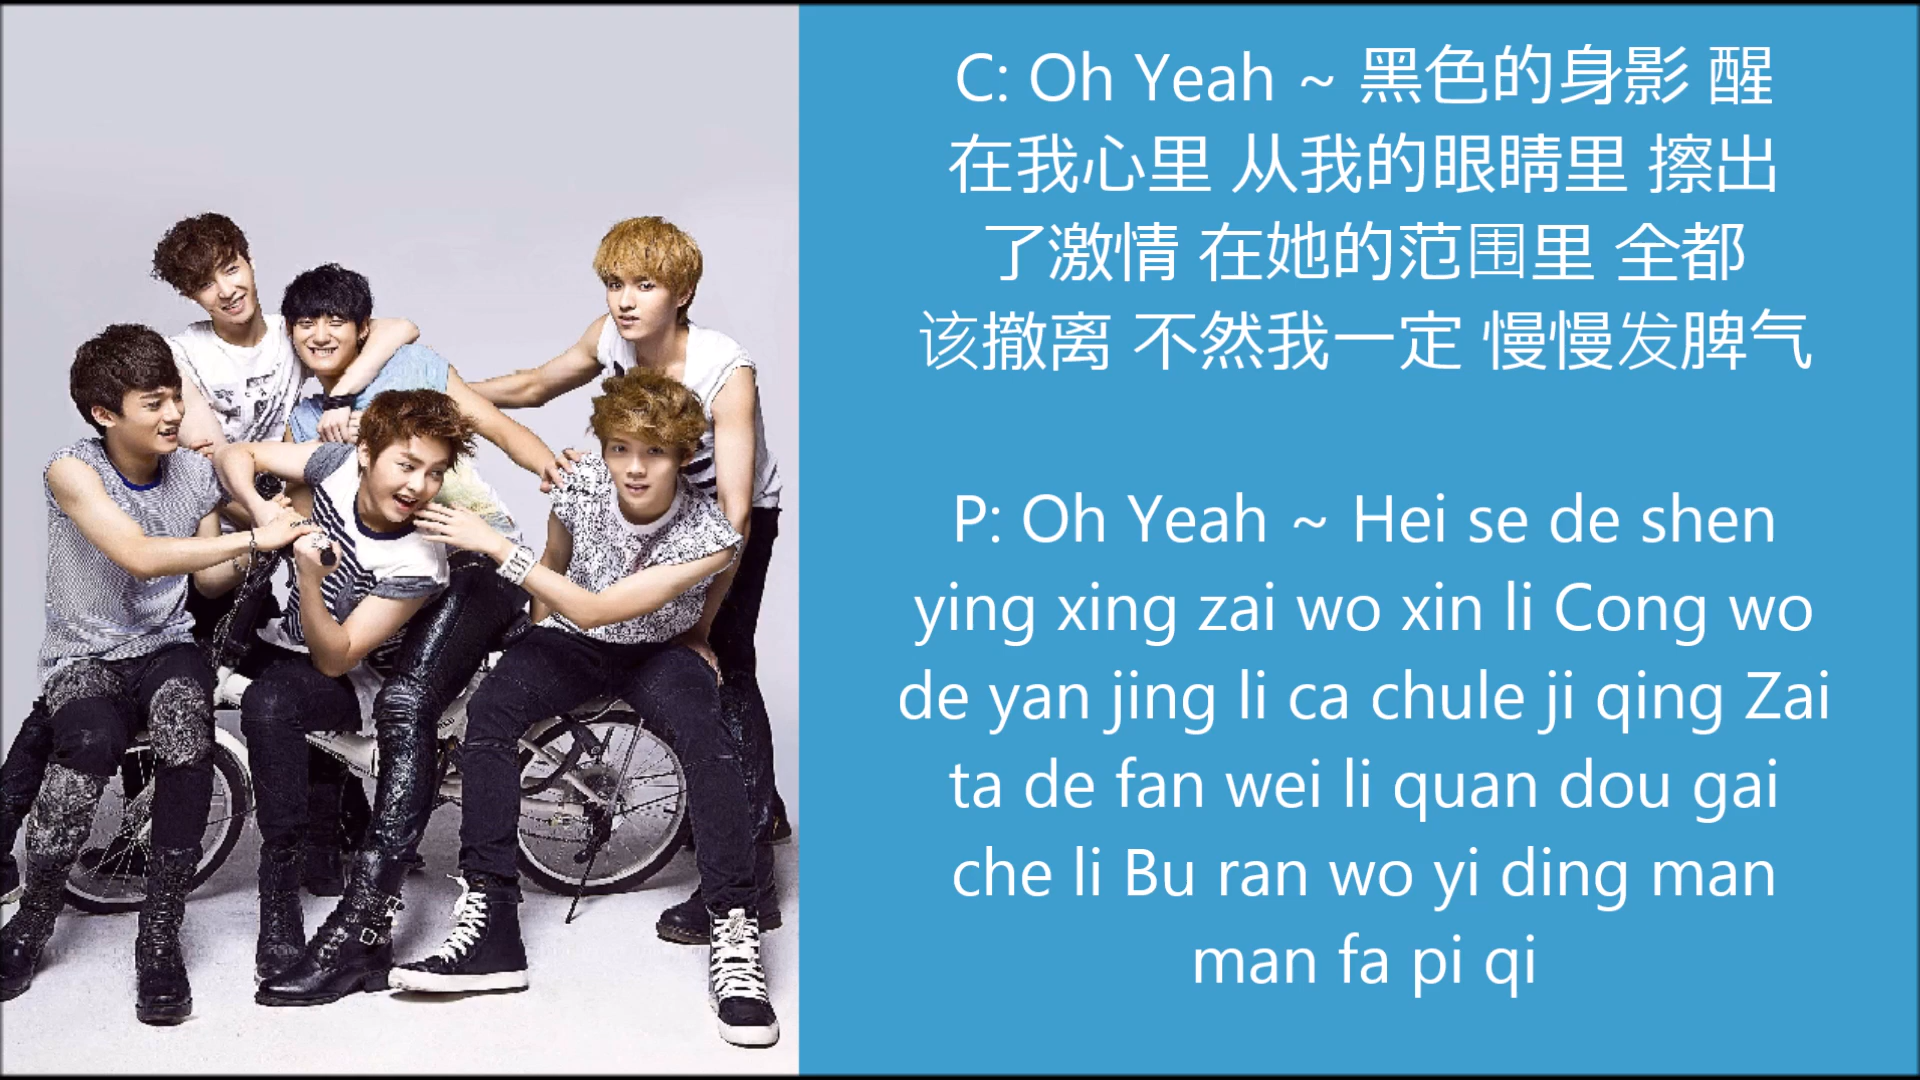 C: Oh Yeah ~ 黑色的身影 醒
在我心里 从我的眼睛里 擦出
了激情 在她的范围里 全都
该撤离 不然我一定 慢慢发脾气
P: Oh Yeah ~ Hei se de shen
ying xing zai wo xin li Cong wo
de yan jing li ca chule ji qing Zai
ta de fan wei li quan dou gai
che li Bu ran wo yi ding man
man fa pi qi